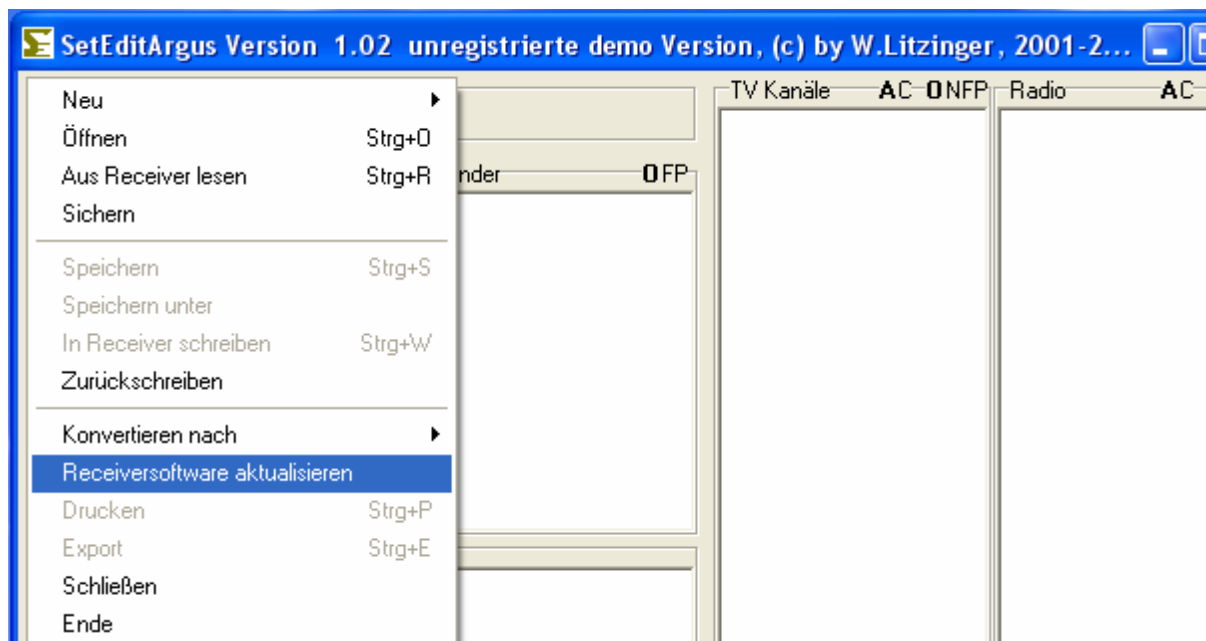 SetEditArgus Version 1.02 unregistrierte demo Version, (c) by W.Litzinger, 2001-2...
TV Kanäle AC ONFP Radio AC
Neu
Öffnen Strg+O
Aus Receiver lesen Strg+R
nder OFP
Sichern
Speichern Strg+S
Speichern unter
In Receiver schreiben Strg+W
Zurückschreiben
Konvertieren nach
Receiversoftware aktualisieren
Drucken Strg+P
Export Strg+E
Schließen
Ende